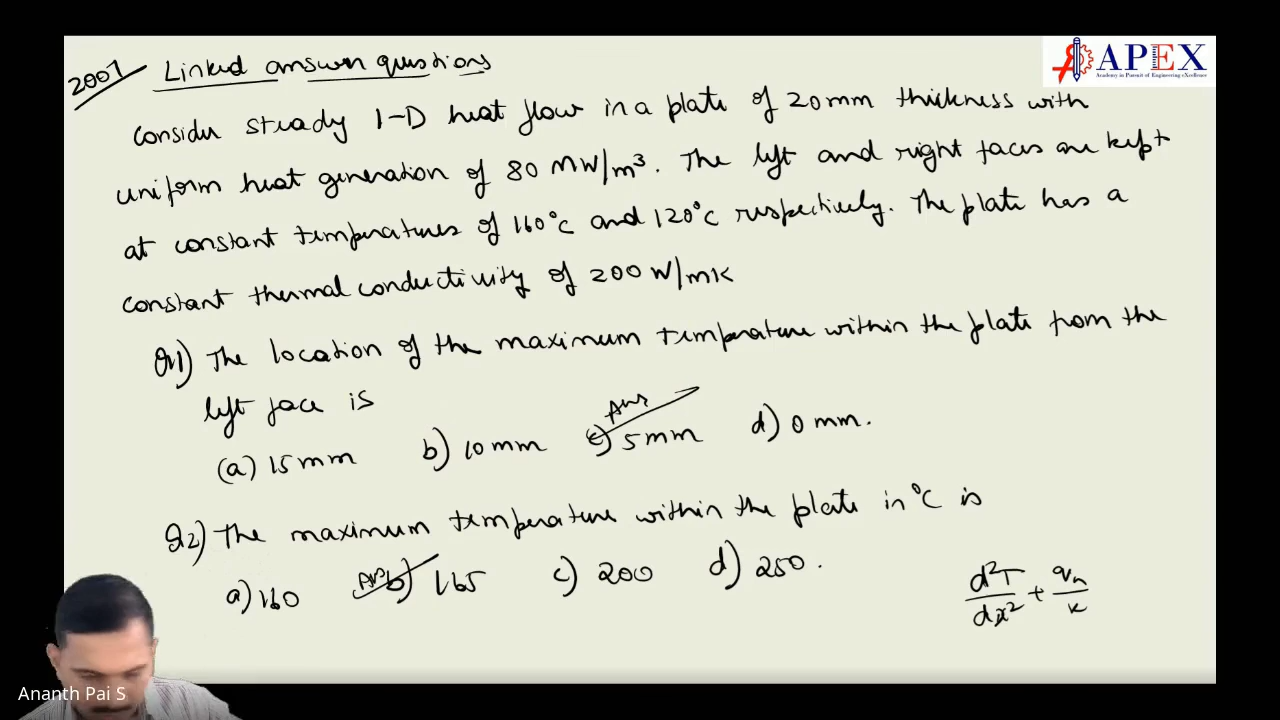 2007 Linked answer questions
APEX
Academy in Pursuit of Engineering eXcellence
Consider steady 1-D heat flow in a plate of 20mm thickness with
uniform heat generation of 80 MW/m³. The left and right faces are kept
at constant temperatures of 160°C and 120°C respectively. The plate has a
constant thermal conductivity of 200 W/mK
Q1) The location of the maximum temperature within the plate from the
left face is
Ans
(a) 15mm b) 10mm c) 5mm d) 0mm.
Q2) The maximum temperature within the plate in °C is
a) 160 Ans b) 165 c) 200 d) 250.
d²T/dx² + qₙ/k
Ananth Pai S